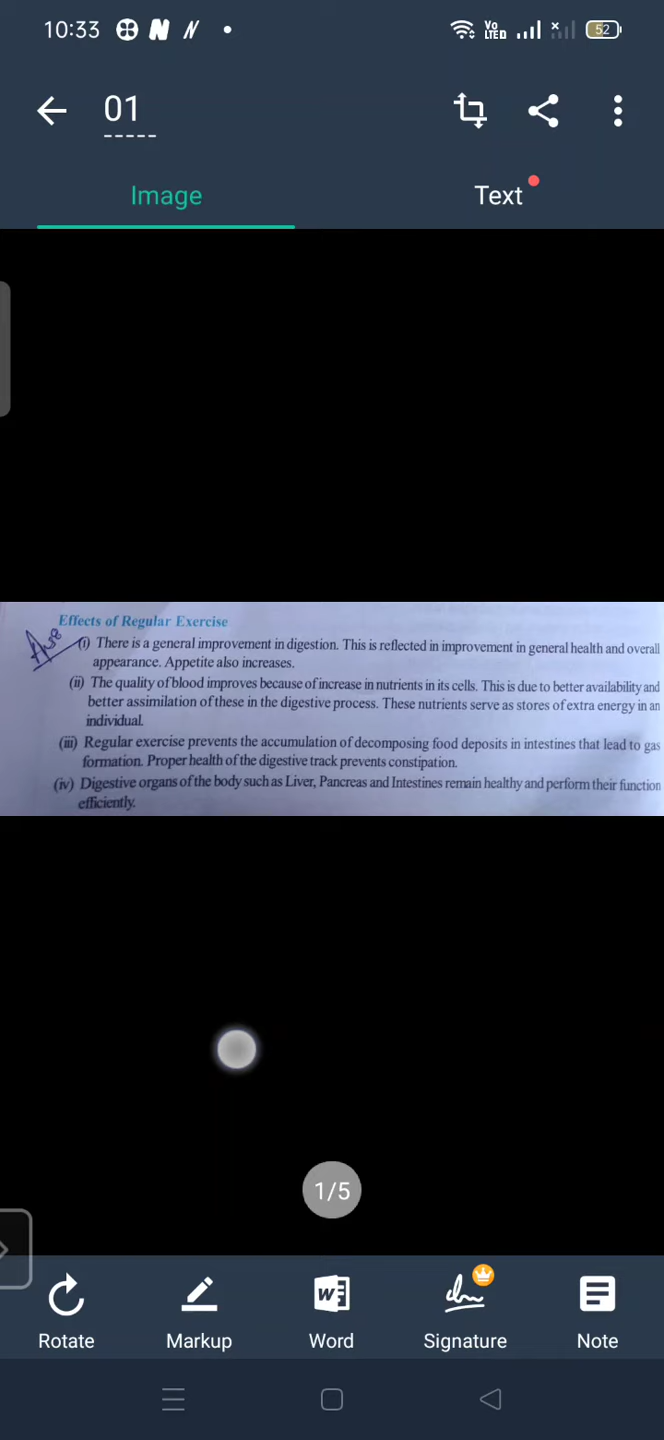 10:33
Vo
LTED
x
52
01
Image
Text
Effects of Regular Exercise
Ans
(i) There is a general improvement in digestion. This is reflected in improvement in general health and overall
appearance. Appetite also increases.
(ii) The quality of blood improves because of increase in nutrients in its cells. This is due to better availability and
better assimilation of these in the digestive process. These nutrients serve as stores of extra energy in an
individual.
(iii) Regular exercise prevents the accumulation of decomposing food deposits in intestines that lead to gas
formation. Proper health of the digestive track prevents constipation.
(iv) Digestive organs of the body such as Liver, Pancreas and Intestines remain healthy and perform their function
efficiently.
1/5
Rotate
Markup
Word
Signature
Note